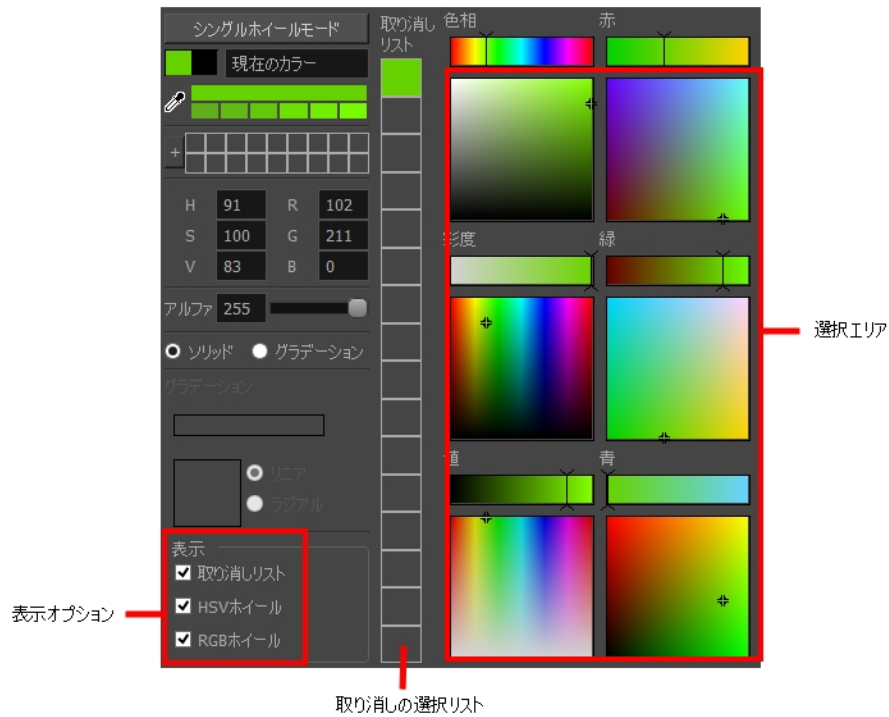 シングルホイールモード
現在のカラー
+
H 91 R 102
S 100 G 211
V 83 B 0
アルファ 255
ソリッド グラデーション
グラデーション
リニア
ラジアル
表示
取り消しリスト
HSVホイール
RGBホイール
表示オプション
取り消し
リスト
取り消しの選択リスト
色相 赤
彩度 緑
値 青
選択エリア